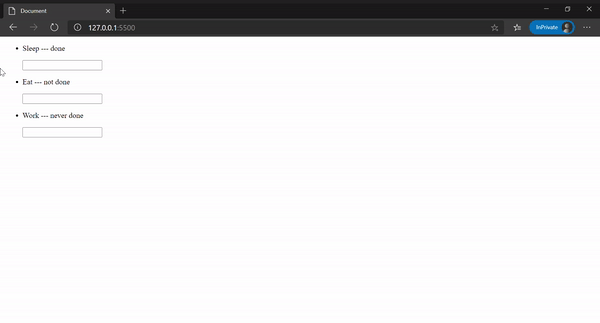 Document
127.0.0.1:5500
InPrivate
Sleep --- done
Eat --- not done
Work --- never done